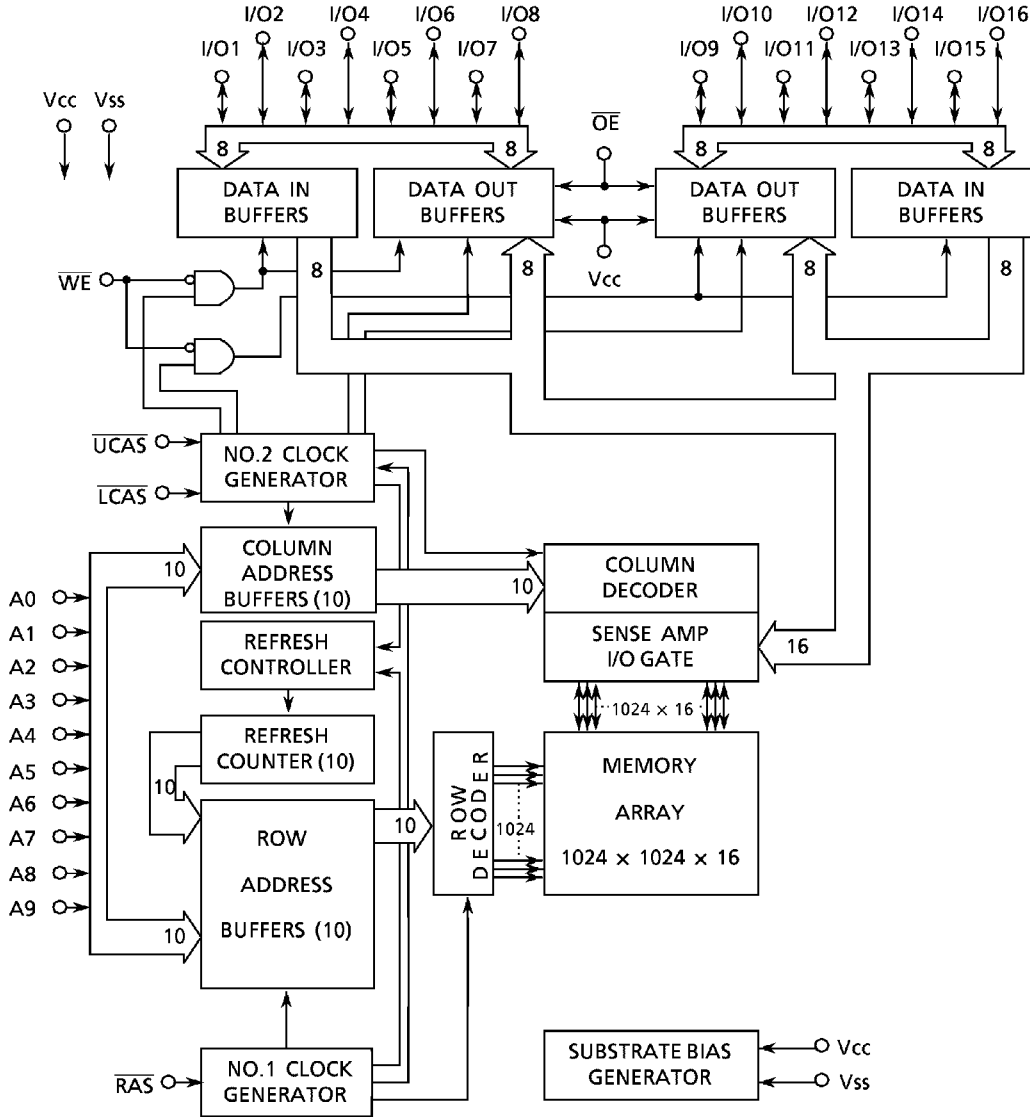 I/O2 I/O4 I/O6 I/O8 I/O10 I/O12 I/O14 I/O16
I/O1 I/O3 I/O5 I/O7 I/O9 I/O11 I/O13 I/O15
Vcc Vss
OE
8 8 8 8
DATA IN
BUFFERS
DATA OUT
BUFFERS
DATA OUT
BUFFERS
DATA IN
BUFFERS
8 8 8 8
WE
Vcc
UCAS
LCAS
NO.2 CLOCK
GENERATOR
10
COLUMN
ADDRESS
BUFFERS (10)
10
COLUMN
DECODER
SENSE AMP
I/O GATE
16
A0
A1
A2
A3
A4
A5
A6
A7
A8
A9
REFRESH
CONTROLLER
REFRESH
COUNTER (10)
10
1024 × 16
ROW
ADDRESS
BUFFERS (10)
10
10
ROW
DECODER
1024
MEMORY
ARRAY
1024 × 1024 × 16
RAS
NO.1 CLOCK
GENERATOR
SUBSTRATE BIAS
GENERATOR
Vcc
Vss